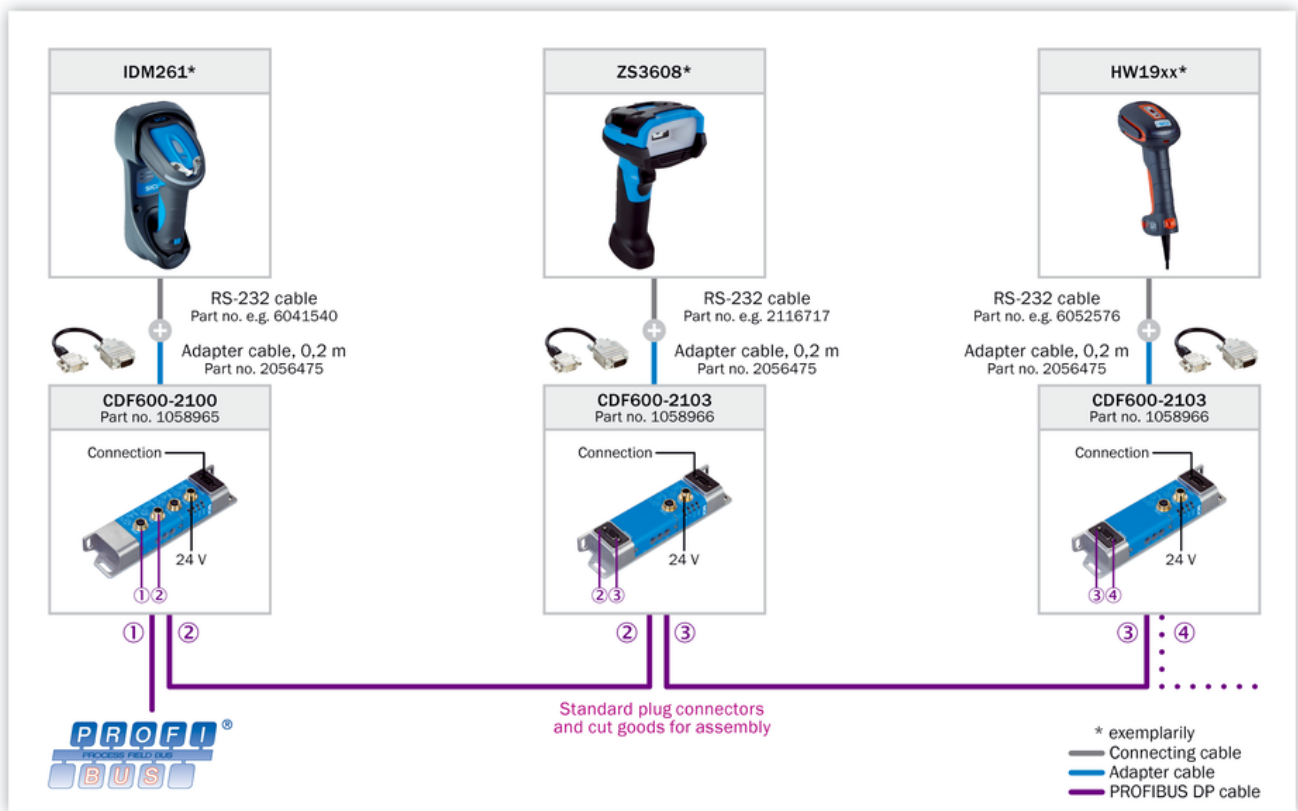 IDM261*
ZS3608*
HW19xx*
RS-232 cable
Part no. e.g. 6041540
Adapter cable, 0,2 m
Part no. 2056475
RS-232 cable
Part no. e.g. 2116717
Adapter cable, 0,2 m
Part no. 2056475
RS-232 cable
Part no. e.g. 6052576
Adapter cable, 0,2 m
Part no. 2056475
CDF600-2100
Part no. 1058965
Connection
24 V
①②
CDF600-2103
Part no. 1058966
Connection
24 V
②③
CDF600-2103
Part no. 1058966
Connection
24 V
③④
① ②
② ③
③ ④
Standard plug connectors
and cut goods for assembly
PROFI®
PROCESS FIELD BUS
BUS
* exemplarily
Connecting cable
Adapter cable
PROFIBUS DP cable